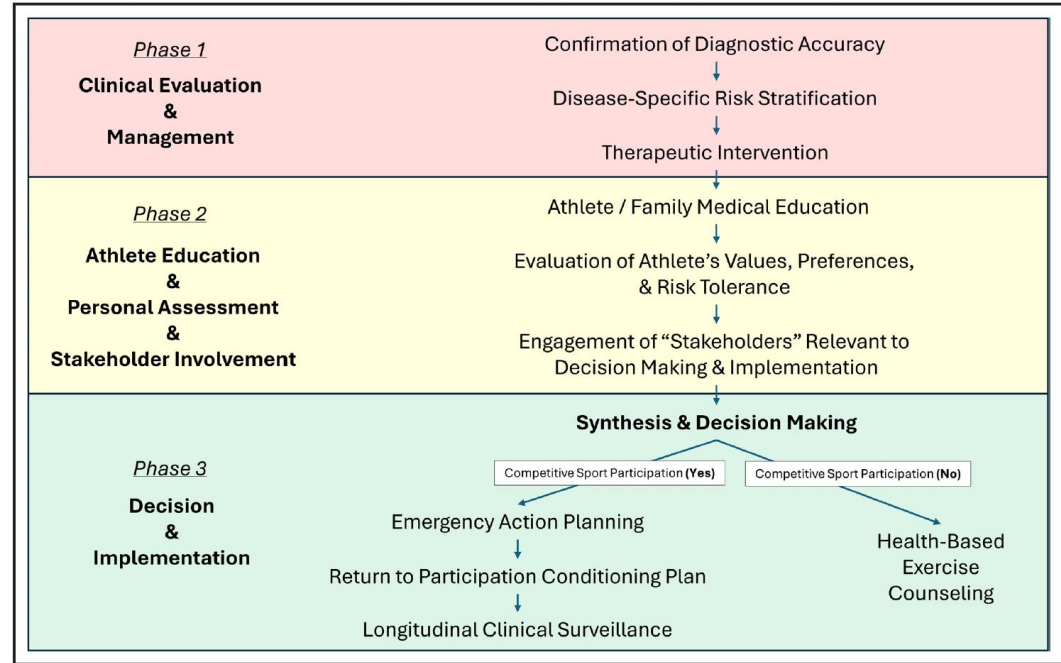 Phase 1
Clinical Evaluation
&
Management
Confirmation of Diagnostic Accuracy
Disease-Specific Risk Stratification
Therapeutic Intervention
Phase 2
Athlete Education
&
Personal Assessment
&
Stakeholder Involvement
Athlete / Family Medical Education
Evaluation of Athlete’s Values, Preferences,
& Risk Tolerance
Engagement of “Stakeholders” Relevant to
Decision Making & Implementation
Phase 3
Decision
&
Implementation
Synthesis & Decision Making
Competitive Sport Participation (Yes)
Competitive Sport Participation (No)
Emergency Action Planning
Return to Participation Conditioning Plan
Longitudinal Clinical Surveillance
Health-Based
Exercise
Counseling